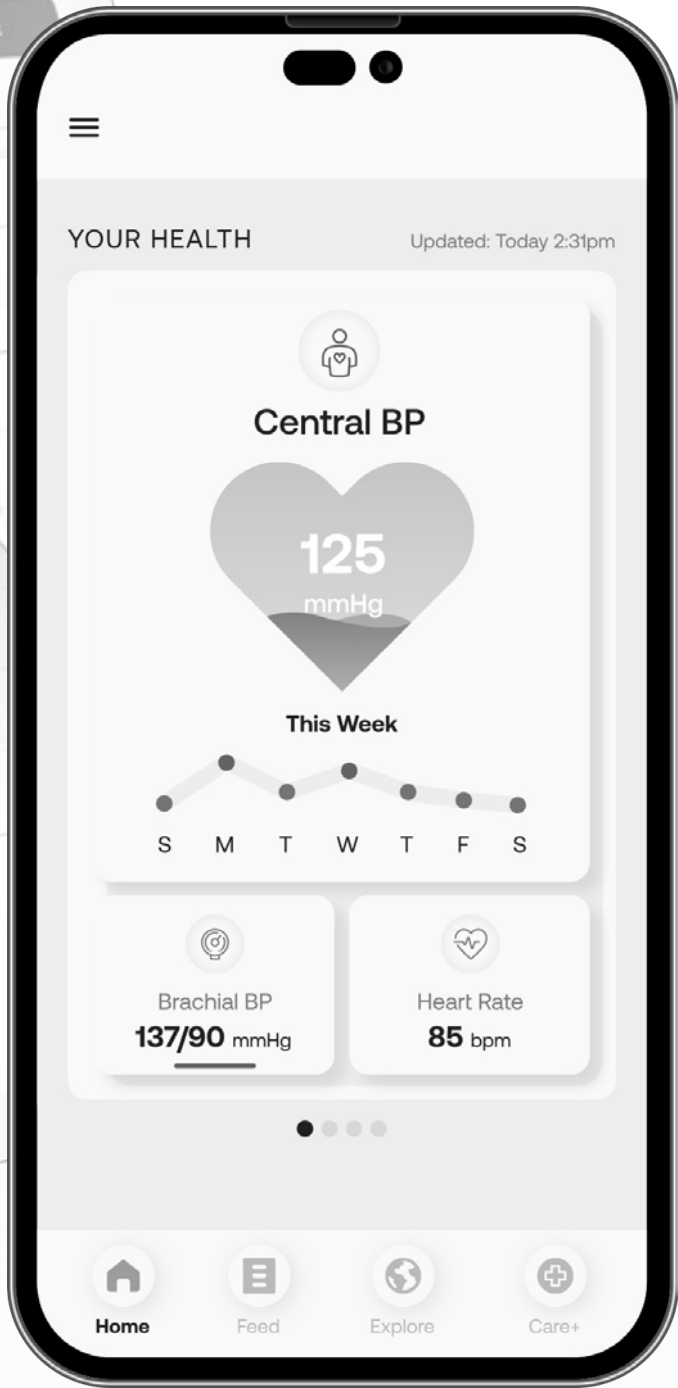 YOUR HEALTH
Updated: Today 2:31pm
Central BP
125
mmHg
This Week
S M T W T F S
Brachial BP
137/90 mmHg
Heart Rate
85 bpm
Home Feed Explore Care+